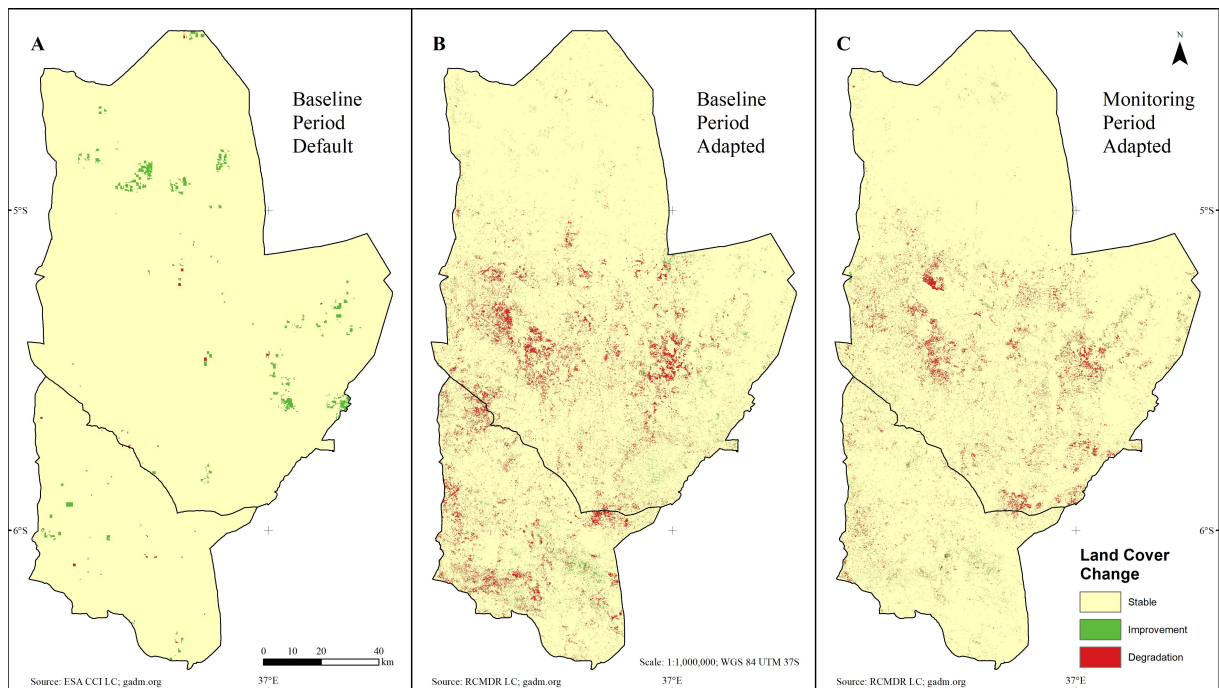 A
Baseline
Period
Default
B
Baseline
Period
Adapted
C
N
Monitoring
Period
Adapted
5°S
5°S
6°S
6°S
Land Cover
Change
Stable
Improvement
Degradation
0 10 20 40
km
Scale: 1:1,000,000; WGS 84 UTM 37S
Source: ESA CCI LC; gadm.org
37°E
Source: RCMDR LC; gadm.org
Source: RCMDR LC; gadm.org
37°E